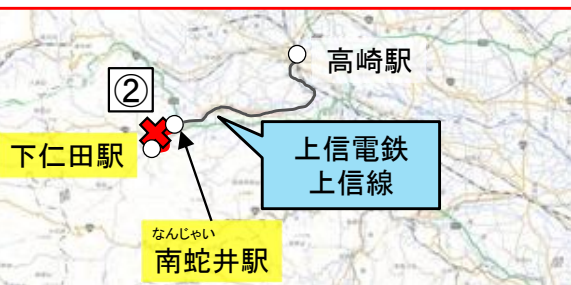 高崎駅
②
下仁田駅
上信電鉄
上信線
なんじゃい
南蛇井駅